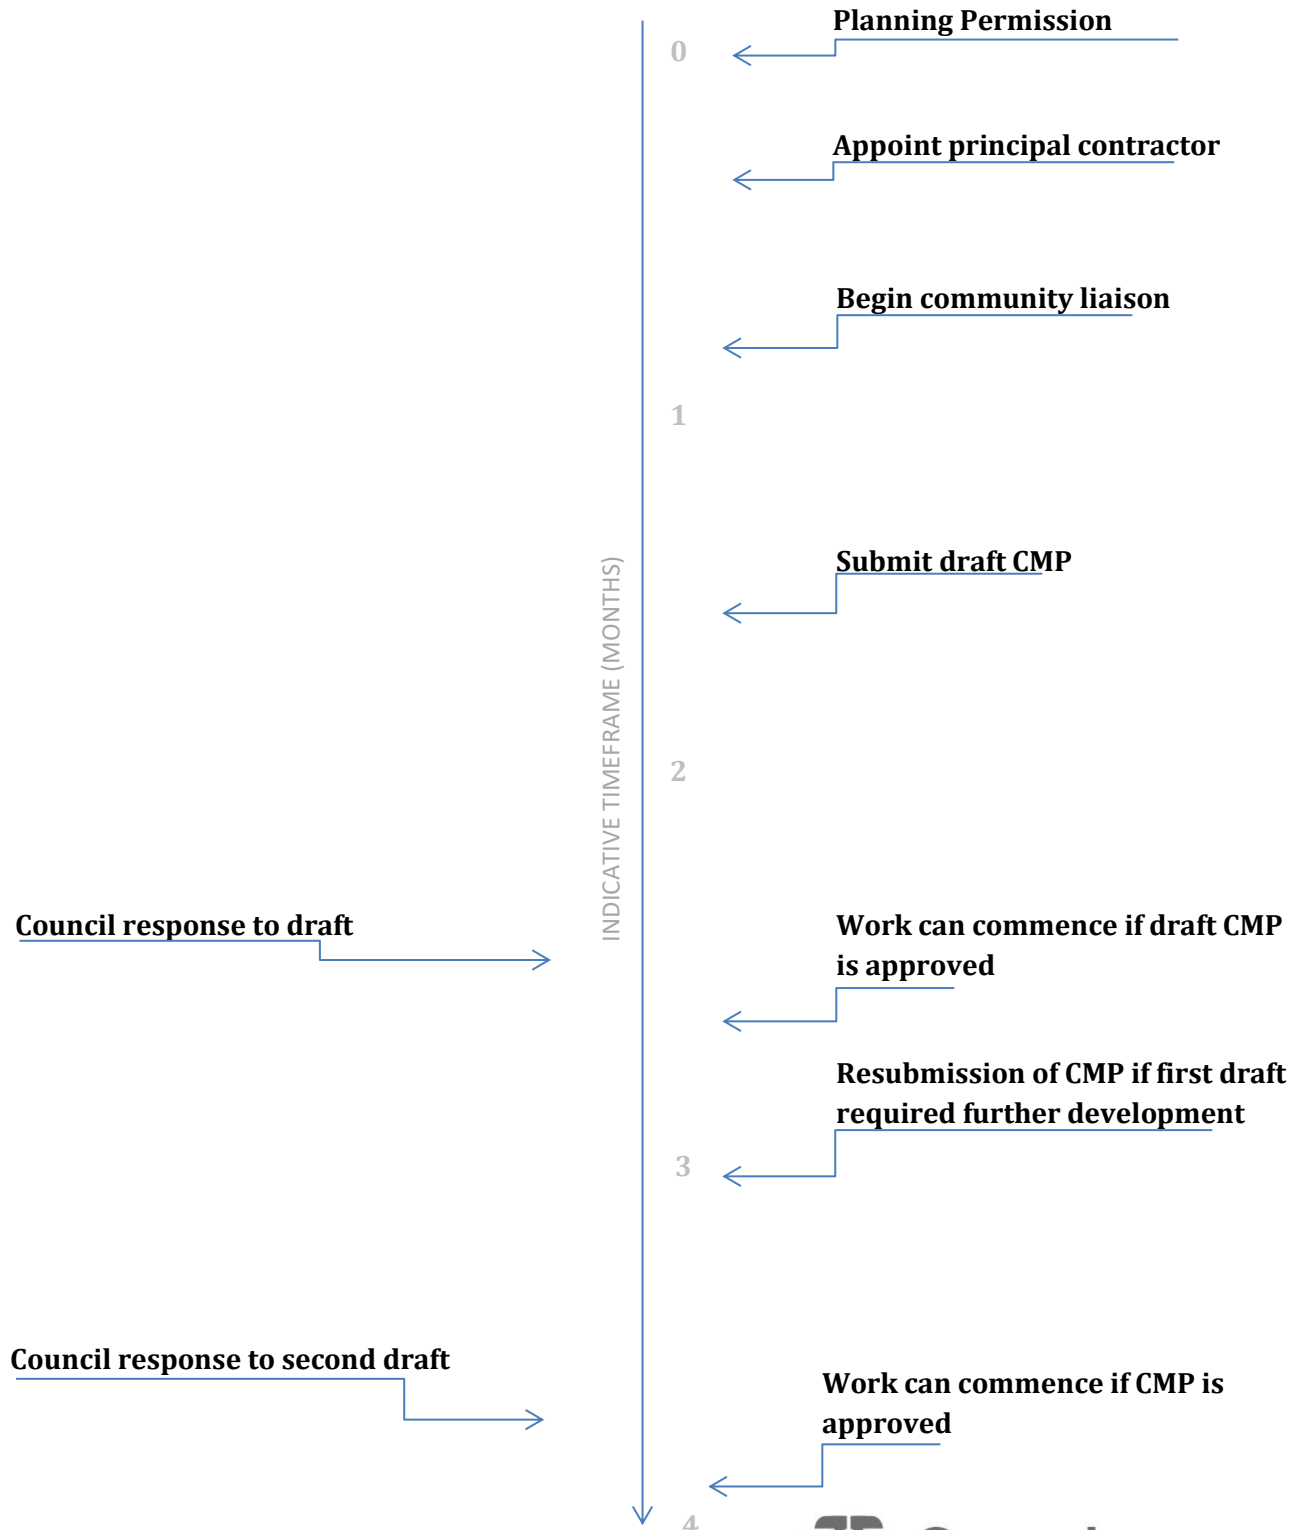 Planning Permission
0
Appoint principal contractor
Begin community liaison
1
Submit draft CMP
INDICATIVE TIMEFRAME (MONTHS)
2
Council response to draft
Work can commence if draft CMP
is approved
Resubmission of CMP if first draft
required further development
3
Council response to second draft
Work can commence if CMP is
approved
4